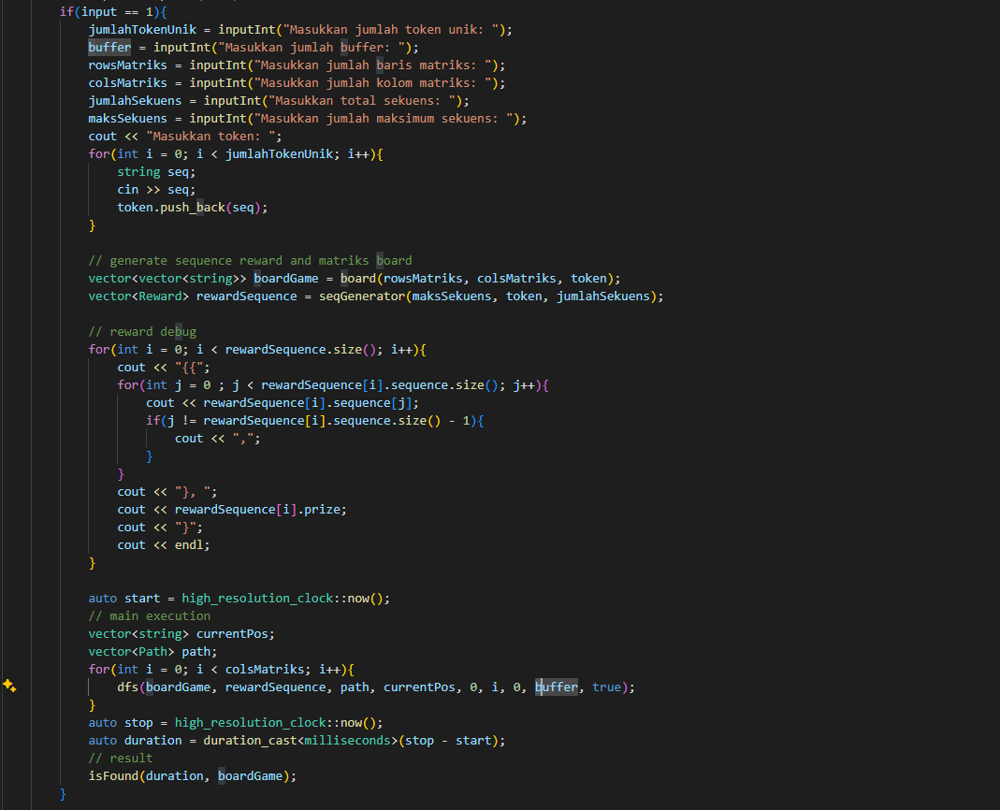 if(input == 1){
    jumlahTokenUnik = inputInt("Masukkan jumlah token unik: ");
    buffer = inputInt("Masukkan jumlah buffer: ");
    rowsMatriks = inputInt("Masukkan jumlah baris matriks: ");
    colsMatriks = inputInt("Masukkan jumlah kolom matriks: ");
    jumlahSekuens = inputInt("Masukkan total sekuens: ");
    maksSekuens = inputInt("Masukkan jumlah maksimum sekuens: ");
    cout << "Masukkan token: ";
    for(int i = 0; i < jumlahTokenUnik; i++){
        string seq;
        cin >> seq;
        token.push_back(seq);
    }

    // generate sequence reward and matriks board
    vector<vector<string>> boardGame = board(rowsMatriks, colsMatriks, token);
    vector<Reward> rewardSequence = seqGenerator(maksSekuens, token, jumlahSekuens);

    // reward debug
    for(int i = 0; i < rewardSequence.size(); i++){
        cout << "{{";
        for(int j = 0 ; j < rewardSequence[i].sequence.size(); j++){
            cout << rewardSequence[i].sequence[j];
            if(j != rewardSequence[i].sequence.size() - 1){
                cout << ",";
            }
        }
        cout << "}, ";
        cout << rewardSequence[i].prize;
        cout << "}";
        cout << endl;
    }

    auto start = high_resolution_clock::now();
    // main execution
    vector<string> currentPos;
    vector<Path> path;
    for(int i = 0; i < colsMatriks; i++){
        dfs(boardGame, rewardSequence, path, currentPos, 0, i, 0, buffer, true);
    }
    auto stop = high_resolution_clock::now();
    auto duration = duration_cast<milliseconds>(stop - start);
    // result
    isFound(duration, boardGame);
}